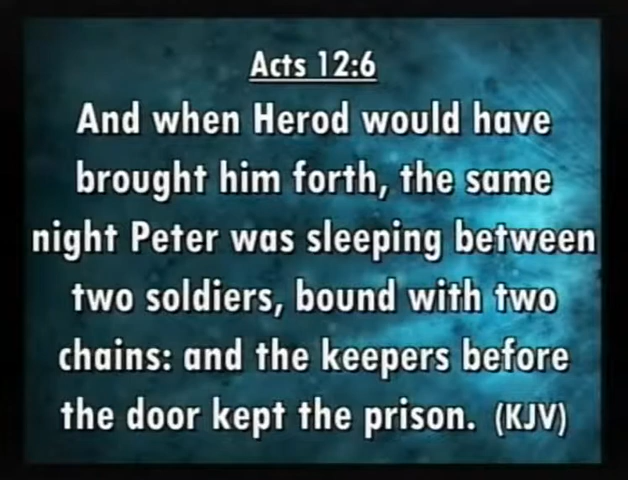 Acts 12:6
And when Herod would have
brought him forth, the same
night Peter was sleeping between
two soldiers, bound with two
chains: and the keepers before
the door kept the prison. (KJV)